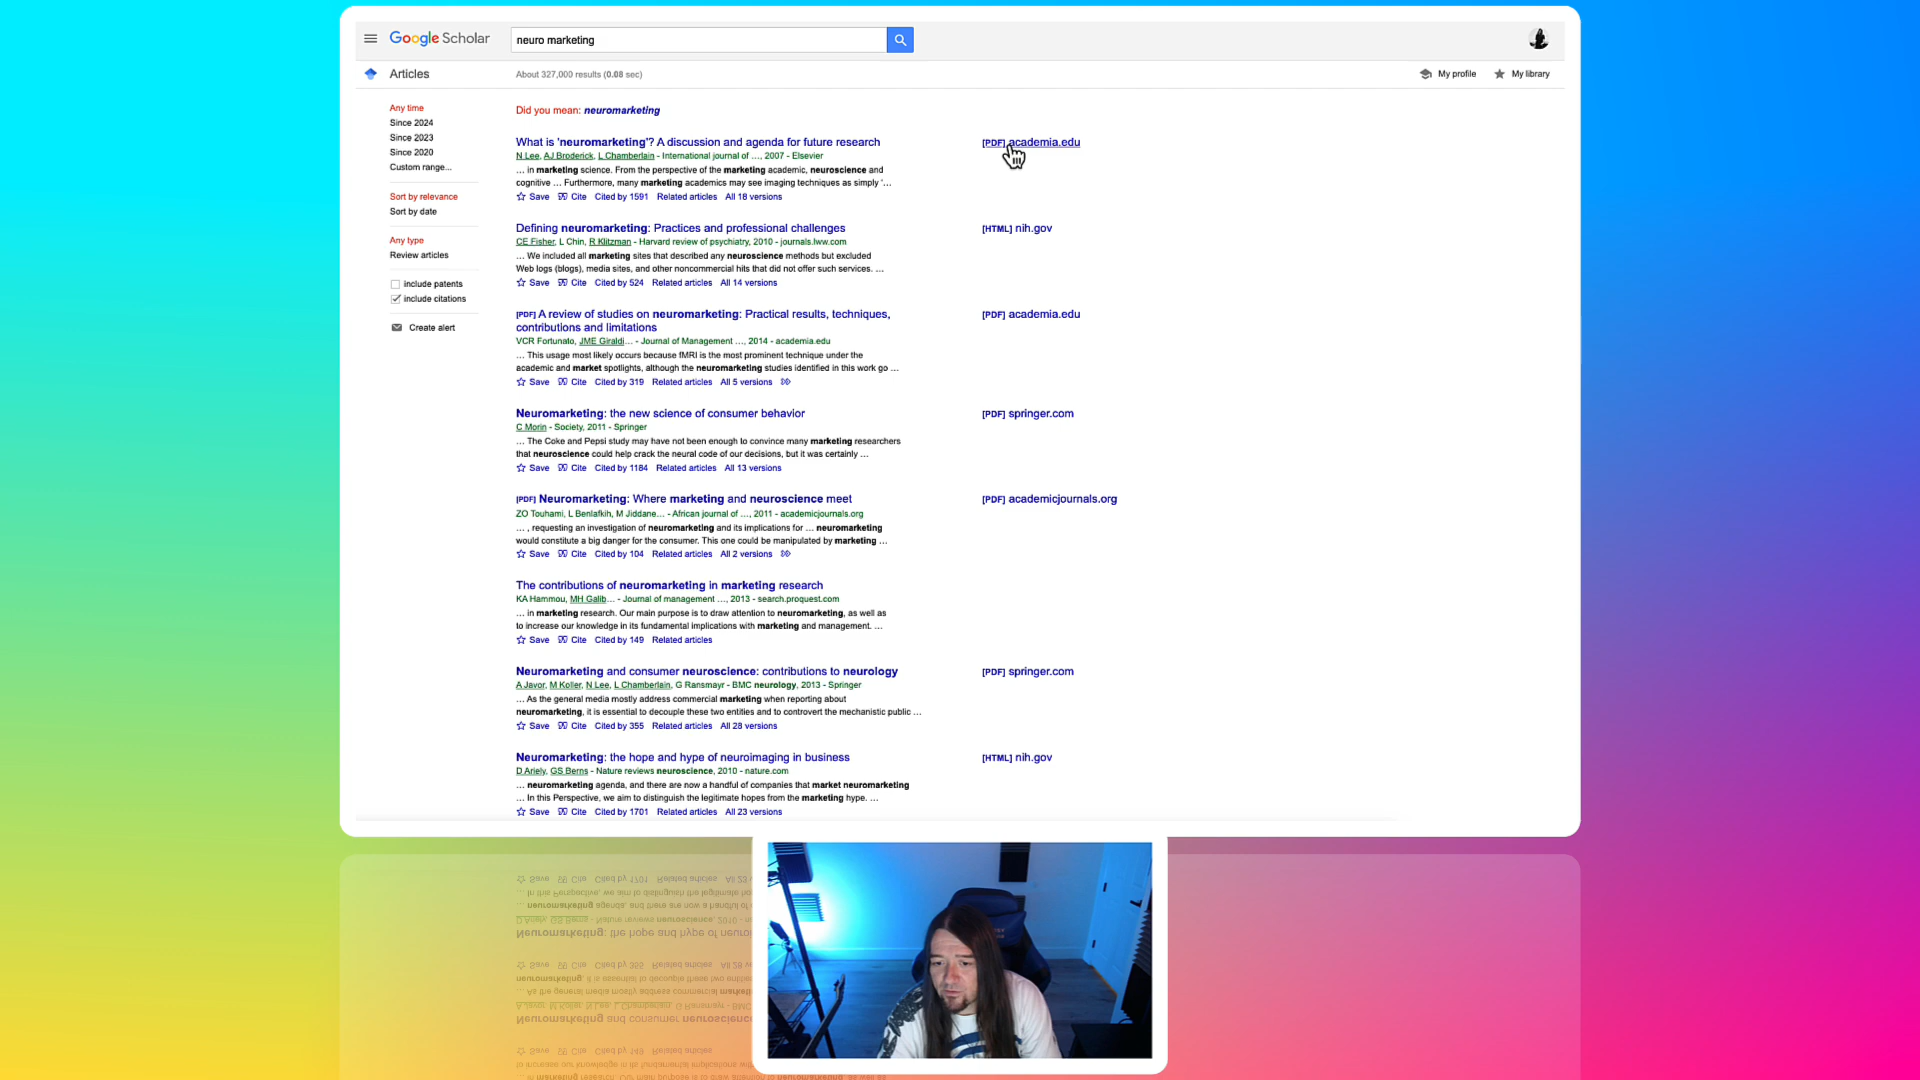 Google Scholar
neuro marketing
Articles
About 327,000 results (0.08 sec)
My profile
My library
Any time
Since 2024
Since 2023
Since 2020
Custom range...
Sort by relevance
Sort by date
Any type
Review articles
include patents
include citations
Create alert
Did you mean: neuromarketing
What is 'neuromarketing'? A discussion and agenda for future research
[PDF] academia.edu
N Lee, AJ Broderick, L Chamberlain - International journal of ..., 2007 - Elsevier
... in marketing science. From the perspective of the marketing academic, neuroscience and
cognitive ... Furthermore, many marketing academics may see imaging techniques as simply '...
Save Cite Cited by 1591 Related articles All 18 versions
Defining neuromarketing: Practices and professional challenges
[HTML] nih.gov
CE Fisher, L Chin, R Klitzman - Harvard review of psychiatry, 2010 - journals.lww.com
... We included all marketing sites that described any neuroscience methods but excluded
Web logs (blogs), media sites, and other noncommercial hits that did not offer such services. ...
Save Cite Cited by 524 Related articles All 14 versions
[PDF] A review of studies on neuromarketing: Practical results, techniques,
contributions and limitations
[PDF] academia.edu
VCR Fortunato, JME Giraldi... - Journal of Management ..., 2014 - academia.edu
... This usage most likely occurs because fMRI is the most prominent technique under the
academic and market spotlights, although the neuromarketing studies identified in this work go ...
Save Cite Cited by 319 Related articles All 5 versions
Neuromarketing: the new science of consumer behavior
[PDF] springer.com
C Morin - Society, 2011 - Springer
... The Coke and Pepsi study may have not been enough to convince many marketing researchers
that neuroscience could help crack the neural code of our decisions, but it was certainly ...
Save Cite Cited by 1184 Related articles All 13 versions
[PDF] Neuromarketing: Where marketing and neuroscience meet
[PDF] academicjournals.org
ZO Touhami, L Benlafkih, M Jiddane... - African journal of ..., 2011 - academicjournals.org
... , requesting an investigation of neuromarketing and its implications for ... neuromarketing
would constitute a big danger for the consumer. This one could be manipulated by marketing ...
Save Cite Cited by 104 Related articles All 2 versions
The contributions of neuromarketing in marketing research
KA Hammou, MH Galib... - Journal of management ..., 2013 - search.proquest.com
... in marketing research. Our main purpose is to draw attention to neuromarketing, as well as
to increase our knowledge in its fundamental implications with marketing and management. ...
Save Cite Cited by 149 Related articles
Neuromarketing and consumer neuroscience: contributions to neurology
[PDF] springer.com
A Javor, M Koller, N Lee, L Chamberlain, G Ransmayr - BMC neurology, 2013 - Springer
... As the general media mostly address commercial marketing when reporting about
neuromarketing, it is essential to decouple these two entities and to controvert the mechanistic public ...
Save Cite Cited by 355 Related articles All 28 versions
Neuromarketing: the hope and hype of neuroimaging in business
[HTML] nih.gov
D Ariely, GS Berns - Nature reviews neuroscience, 2010 - nature.com
... neuromarketing agenda, and there are now a handful of companies that market neuromarketing
... In this Perspective, we aim to distinguish the legitimate hopes from the marketing hype. ...
Save Cite Cited by 1701 Related articles All 23 versions